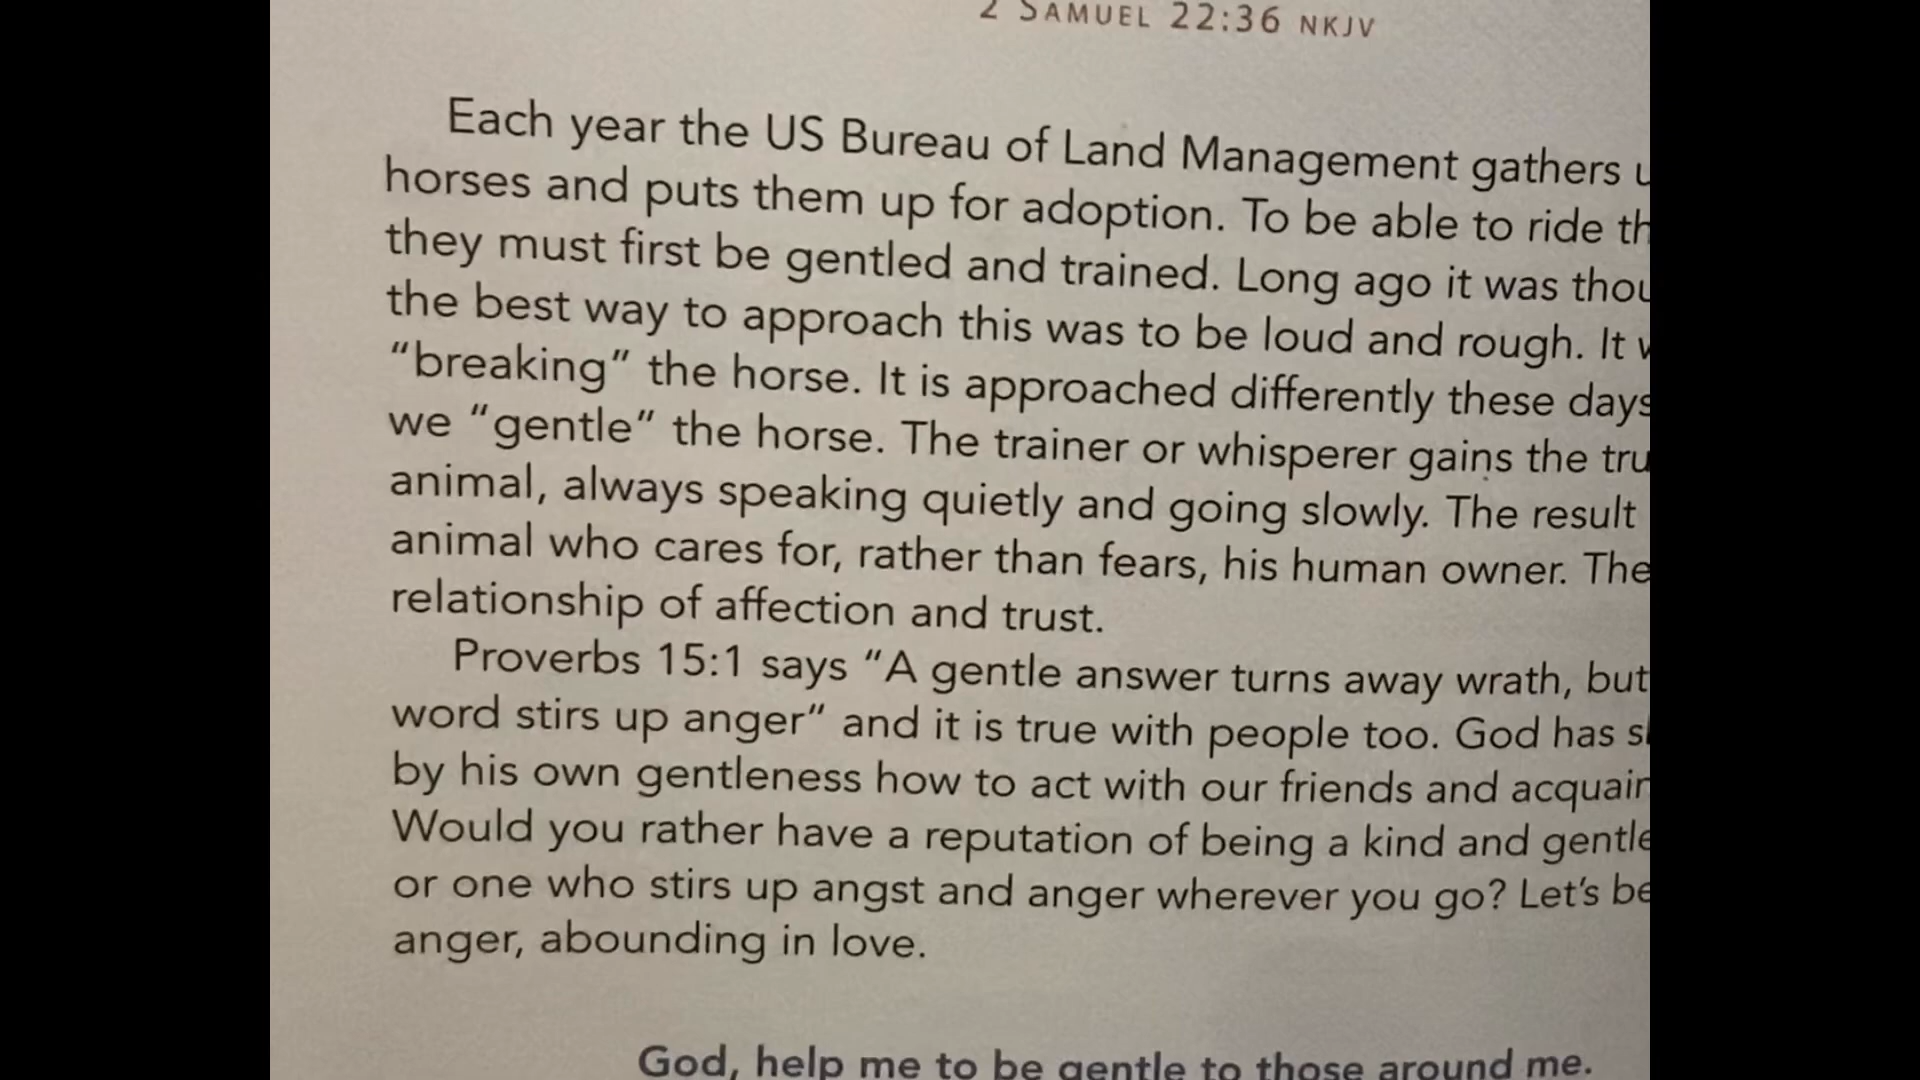 2 SAMUEL 22:36 NKJV
Each year the US Bureau of Land Management gathers
horses and puts them up for adoption. To be able to ride
they must first be gentled and trained. Long ago it was
the best way to approach this was to be loud and rough. It
“breaking” the horse. It is approached differently these days
we “gentle” the horse. The trainer or whisperer gains the
animal, always speaking quietly and going slowly. The result
animal who cares for, rather than fears, his human owner.
relationship of affection and trust.
Proverbs 15:1 says “A gentle answer turns away wrath, but
word stirs up anger” and it is true with people too. God has
by his own gentleness how to act with our friends and
Would you rather have a reputation of being a kind and gentle
or one who stirs up angst and anger wherever you go? Let’s be
anger, abounding in love.
God, help me to be gentle to those around me.